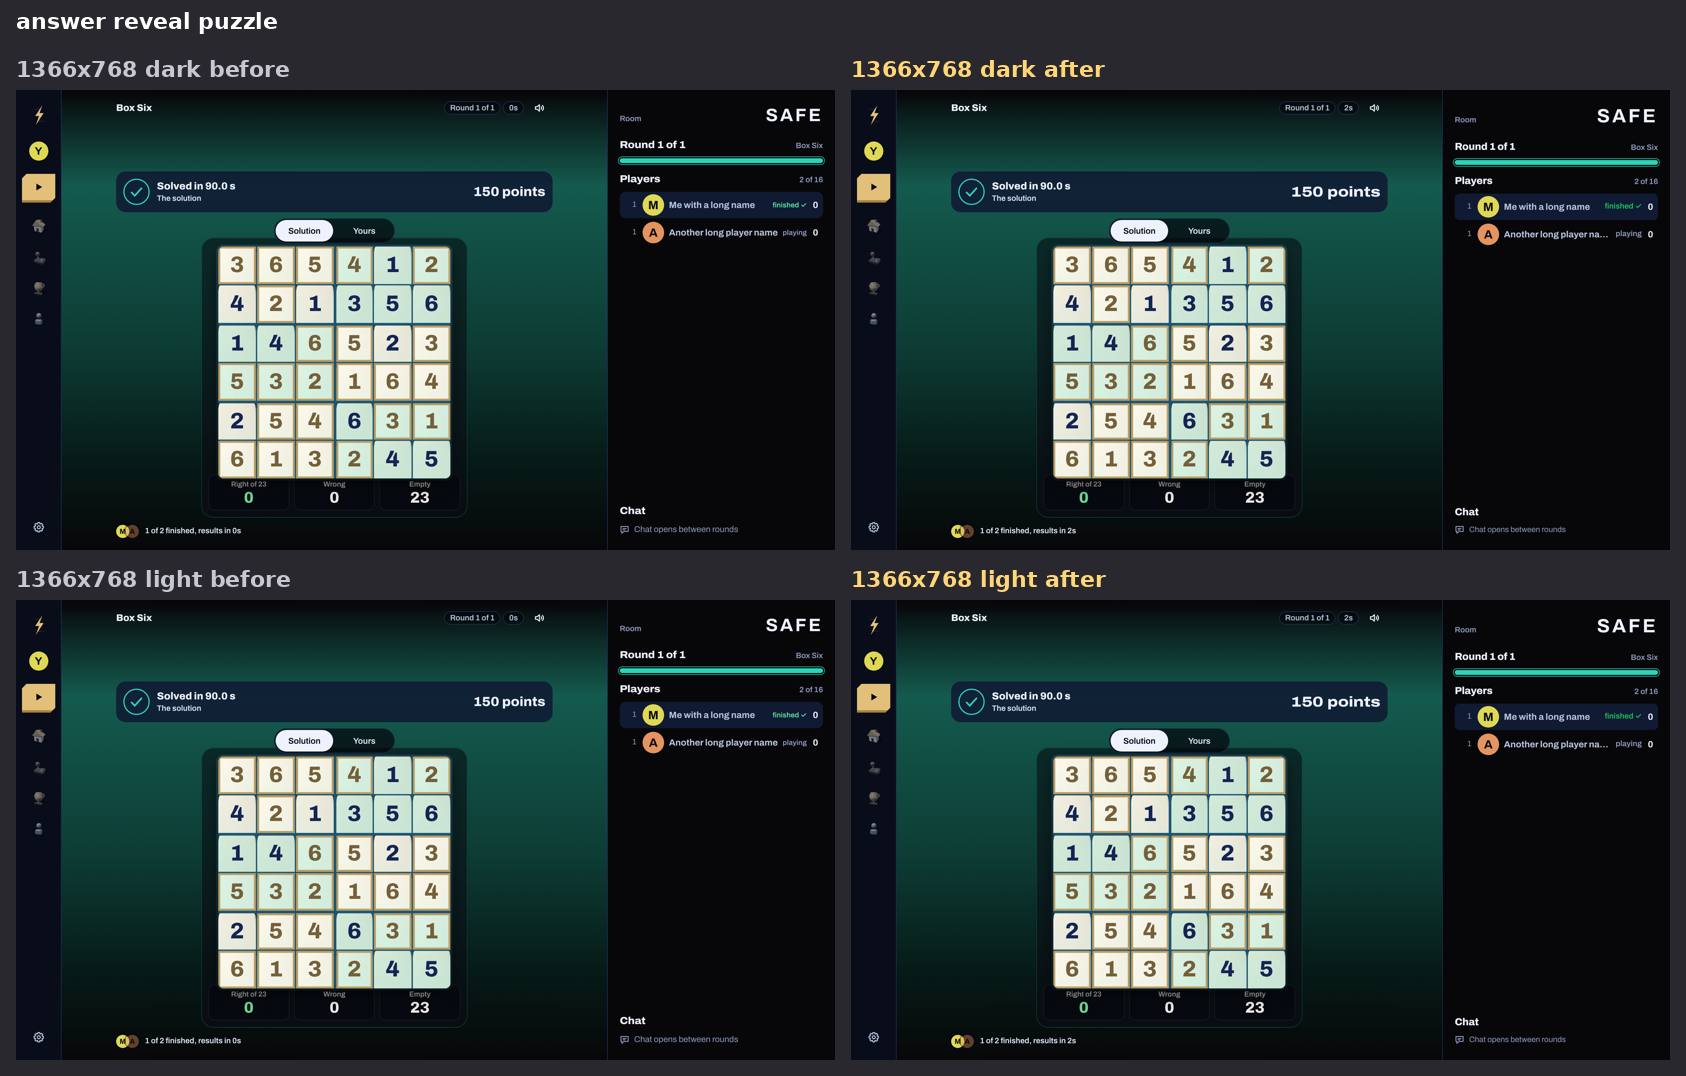 answer reveal puzzle
1366x768 dark before
Box Six
Round 1 of 1
0s
Y
Solved in 90.0 s
The solution
150 points
Solution
Yours
3 6 5 4 1 2
4 2 1 3 5 6
1 4 6 5 2 3
5 3 2 1 6 4
2 5 4 6 3 1
6 1 3 2 4 5
Right of 23
0
Wrong
0
Empty
23
M A 1 of 2 finished, results in 0s
Room
SAFE
Round 1 of 1
Box Six
Players
2 of 16
1 M Me with a long name finished ✓ 0
1 A Another long player name playing 0
Chat
Chat opens between rounds
1366x768 dark after
Box Six
Round 1 of 1
2s
Y
Solved in 90.0 s
The solution
150 points
Solution
Yours
3 6 5 4 1 2
4 2 1 3 5 6
1 4 6 5 2 3
5 3 2 1 6 4
2 5 4 6 3 1
6 1 3 2 4 5
Right of 23
0
Wrong
0
Empty
23
M A 1 of 2 finished, results in 2s
Room
SAFE
Round 1 of 1
Box Six
Players
2 of 16
1 M Me with a long name finished ✓ 0
1 A Another long player na... playing 0
Chat
Chat opens between rounds
1366x768 light before
Box Six
Round 1 of 1
0s
Y
Solved in 90.0 s
The solution
150 points
Solution
Yours
3 6 5 4 1 2
4 2 1 3 5 6
1 4 6 5 2 3
5 3 2 1 6 4
2 5 4 6 3 1
6 1 3 2 4 5
Right of 23
0
Wrong
0
Empty
23
M A 1 of 2 finished, results in 0s
Room
SAFE
Round 1 of 1
Box Six
Players
2 of 16
1 M Me with a long name finished ✓ 0
1 A Another long player name playing 0
Chat
Chat opens between rounds
1366x768 light after
Box Six
Round 1 of 1
2s
Y
Solved in 90.0 s
The solution
150 points
Solution
Yours
3 6 5 4 1 2
4 2 1 3 5 6
1 4 6 5 2 3
5 3 2 1 6 4
2 5 4 6 3 1
6 1 3 2 4 5
Right of 23
0
Wrong
0
Empty
23
M A 1 of 2 finished, results in 2s
Room
SAFE
Round 1 of 1
Box Six
Players
2 of 16
1 M Me with a long name finished ✓ 0
1 A Another long player na... playing 0
Chat
Chat opens between rounds